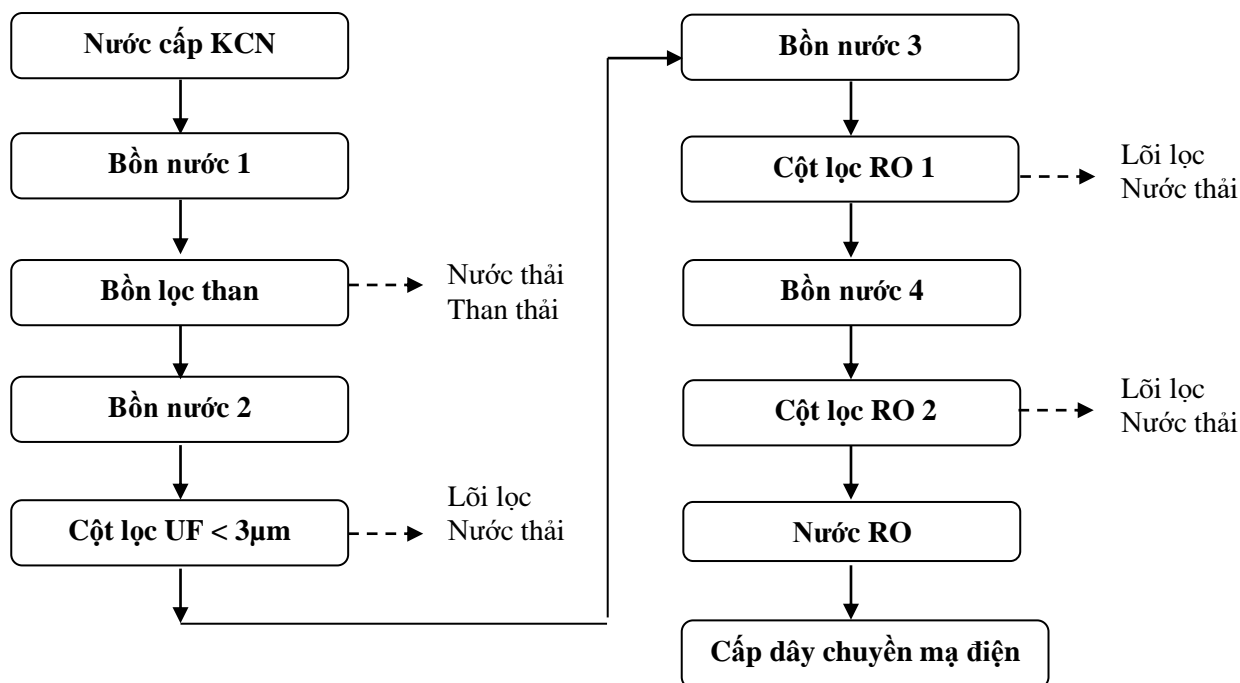 Nước cấp KCN
Bồn nước 1
Bồn lọc than
Nước thải
Than thải
Bồn nước 2
Cột lọc UF < 3µm
Lõi lọc
Nước thải
Bồn nước 3
Cột lọc RO 1
Lõi lọc
Nước thải
Bồn nước 4
Cột lọc RO 2
Lõi lọc
Nước thải
Nước RO
Cấp dây chuyền mạ điện